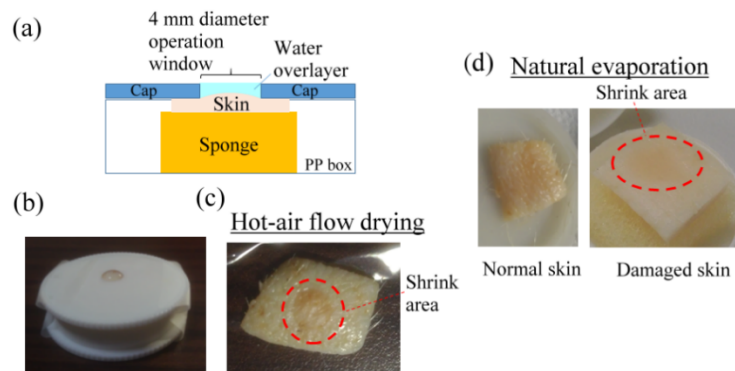 (a)
4 mm diameter
operation
window
Water
overlayer
Cap
Cap
Skin
Sponge
PP box
(b)
(c)
Hot-air flow drying
Shrink
area
(d)
Natural evaporation
Shrink area
Normal skin
Damaged skin